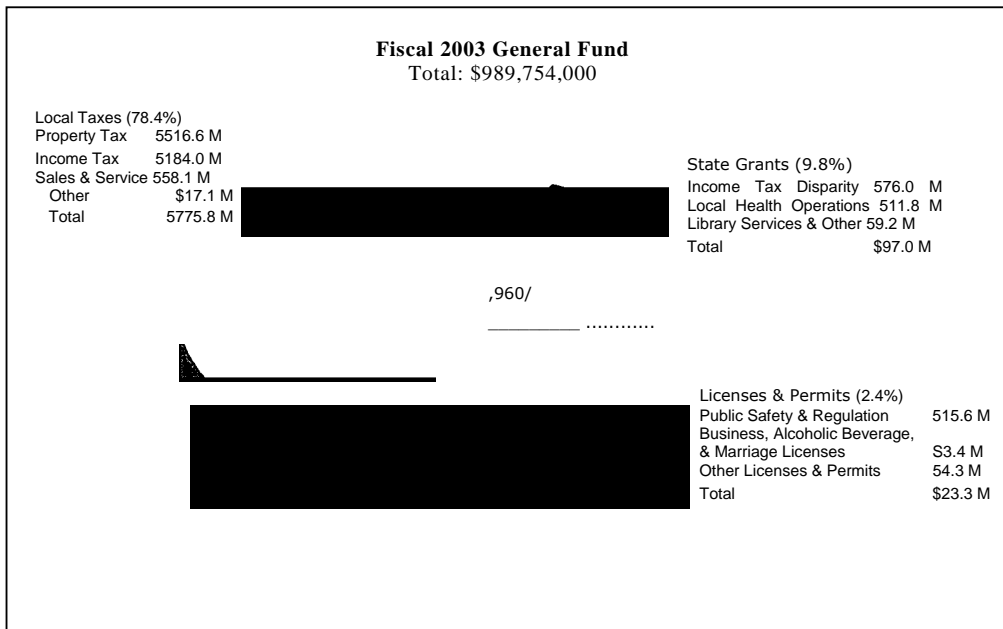 Fiscal 2003 General Fund
Total: $989,754,000
Local Taxes (78.4%)
Property Tax 5516.6 M
Income Tax 5184.0 M
Sales & Service 558.1 M
Other $17.1 M
Total 5775.8 M
State Grants (9.8%)
Income Tax Disparity 576.0 M
Local Health Operations 511.8 M
Library Services & Other 59.2 M
Total $97.0 M
,960/
__________ ............
Licenses & Permits (2.4%)
Public Safety & Regulation 515.6 M
Business, Alcoholic Beverage,
& Marriage Licenses S3.4 M
Other Licenses & Permits 54.3 M
Total $23.3 M